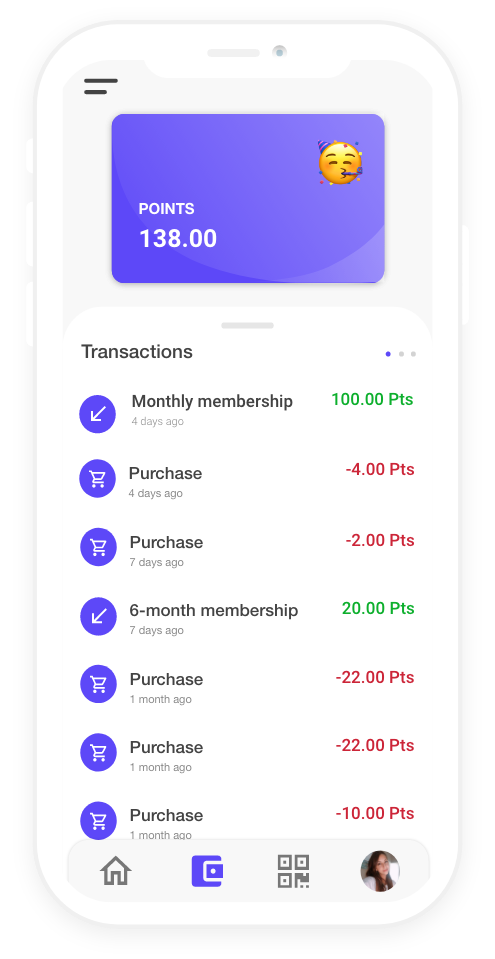 POINTS
138.00
Transactions
Monthly membership 100.00 Pts
4 days ago
Purchase -4.00 Pts
4 days ago
Purchase -2.00 Pts
7 days ago
6-month membership 20.00 Pts
7 days ago
Purchase -22.00 Pts
1 month ago
Purchase -22.00 Pts
1 month ago
Purchase -10.00 Pts
1 month ago